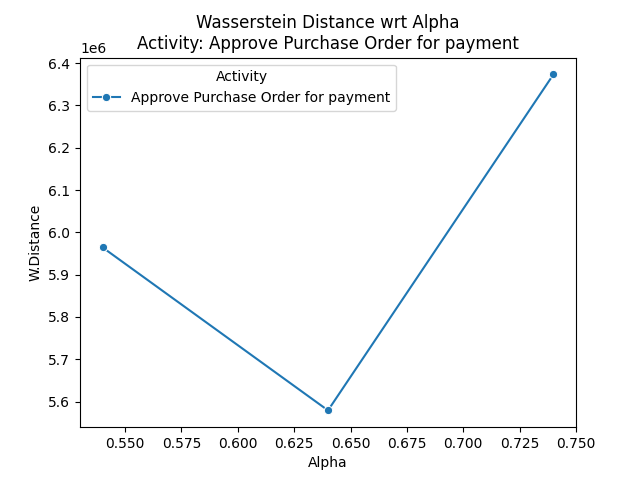 Wasserstein Distance wrt Alpha
Activity: Approve Purchase Order for payment
1e6
Activity
Approve Purchase Order for payment
6.4
6.3
6.2
6.1
6.0
5.9
5.8
5.7
5.6
W.Distance
0.550 0.575 0.600 0.625 0.650 0.675 0.700 0.725 0.750
Alpha